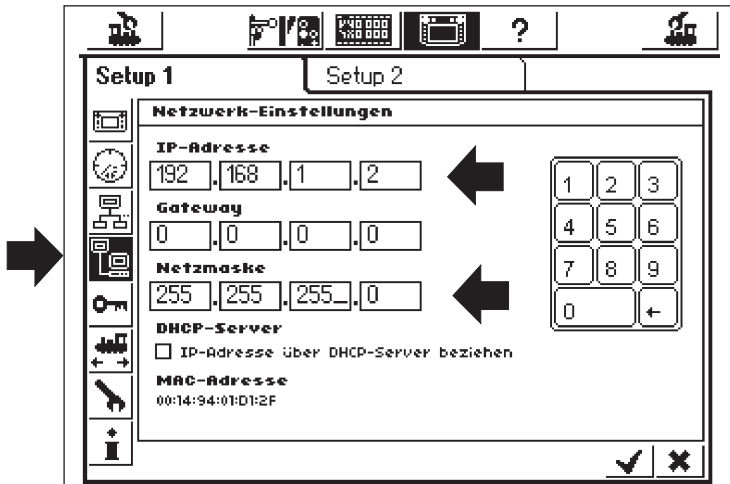 ?
Setup 1 Setup 2
Netzwerk-Einstellungen
IP-Adresse
192 . 168 . 1 . 2
Gateway
0 . 0 . 0 . 0
Netzmaske
255 . 255 . 255_ . 0
DHCP-Server
IP-Adresse über DHCP-Server beziehen
MAC-Adresse
00:14:94:01:D1:2F
1 2 3
4 5 6
7 8 9
0 ←